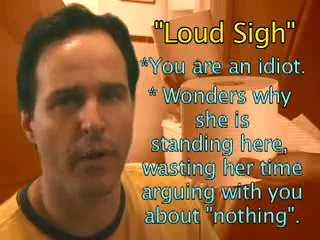 "Loud Sigh"
*You are an idiot.
* Wonders why
she is
standing here,
wasting her time
arguing with you
about "nothing".